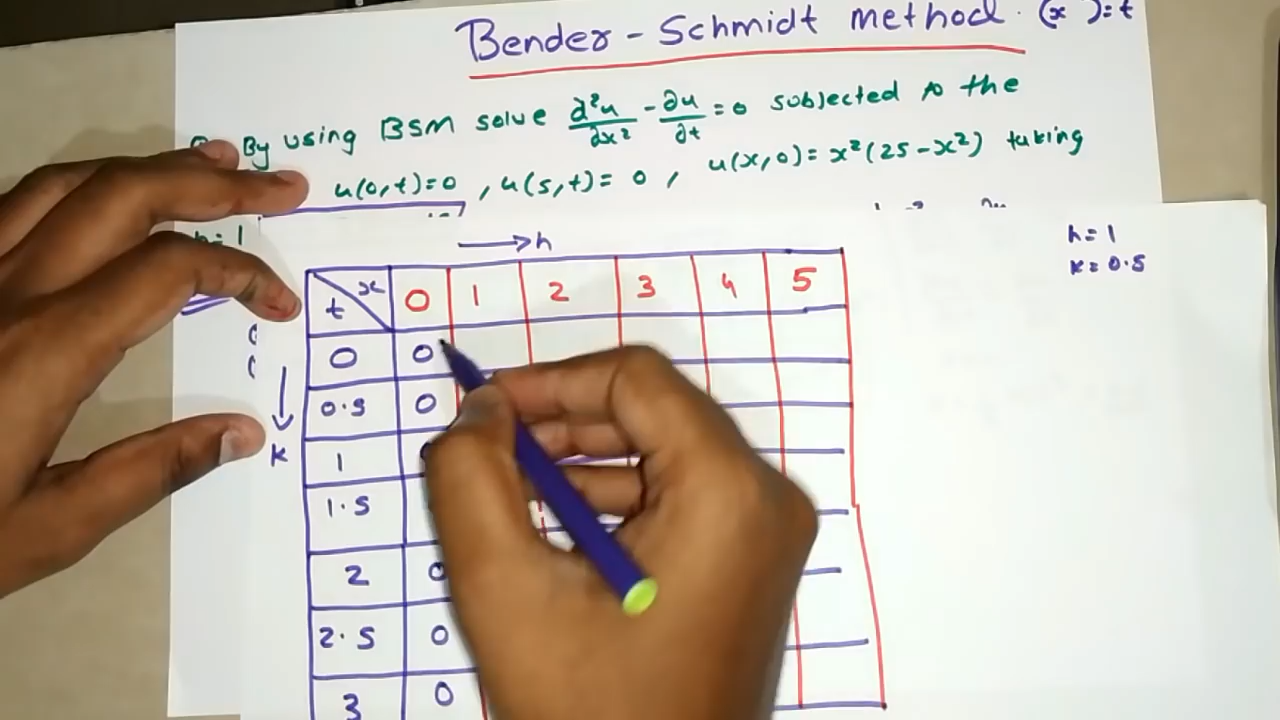 Bender-Schmidt method. (x )=t
By using BSM solve ∂²u/∂x² - ∂u/∂t = 0 subjected to the
u(0,t)=0 , u(5,t)= 0 , u(x,0)= x²(25-x²) taking
h=1
→ h
h=1
k=0.5
x
t 0 1 2 3 4 5
0 0
0.5 0
k
1
1.5
2 0
2.5 0
3 0